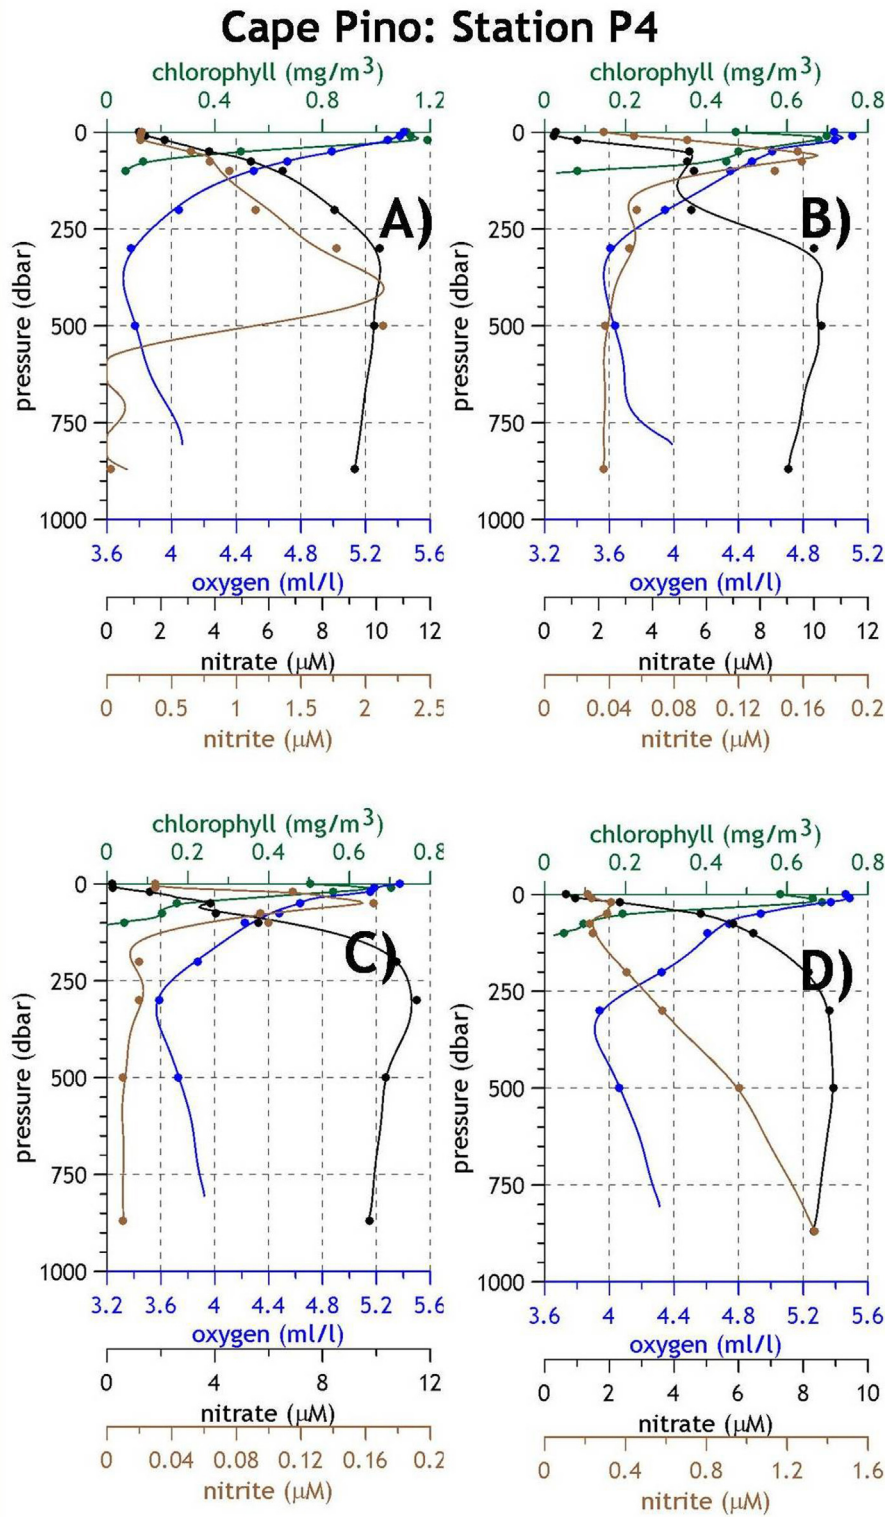 Cape Pino: Station P4
chlorophyll (mg/m3)
0 0.4 0.8 1.2
0
250
500
750
1000
pressure (dbar)
A)
3.6 4 4.4 4.8 5.2 5.6
oxygen (ml/l)
0 2 4 6 8 10 12
nitrate (μM)
0 0.5 1 1.5 2 2.5
nitrite (μM)
chlorophyll (mg/m3)
0 0.2 0.4 0.6 0.8
0
250
500
750
1000
pressure (dbar)
B)
3.2 3.6 4 4.4 4.8 5.2
oxygen (ml/l)
0 2 4 6 8 10 12
nitrate (μM)
0 0.04 0.08 0.12 0.16 0.2
nitrite (μM)
chlorophyll (mg/m3)
0 0.2 0.4 0.6 0.8
0
250
500
750
1000
pressure (dbar)
C)
3.2 3.6 4 4.4 4.8 5.2 5.6
oxygen (ml/l)
0 4 8 12
nitrate (μM)
0 0.04 0.08 0.12 0.16 0.2
nitrite (μM)
chlorophyll (mg/m3)
0 0.2 0.4 0.6 0.8
0
250
500
750
1000
pressure (dbar)
D)
3.6 4 4.4 4.8 5.2 5.6
oxygen (ml/l)
0 2 4 6 8 10
nitrate (μM)
0 0.4 0.8 1.2 1.6
nitrite (μM)